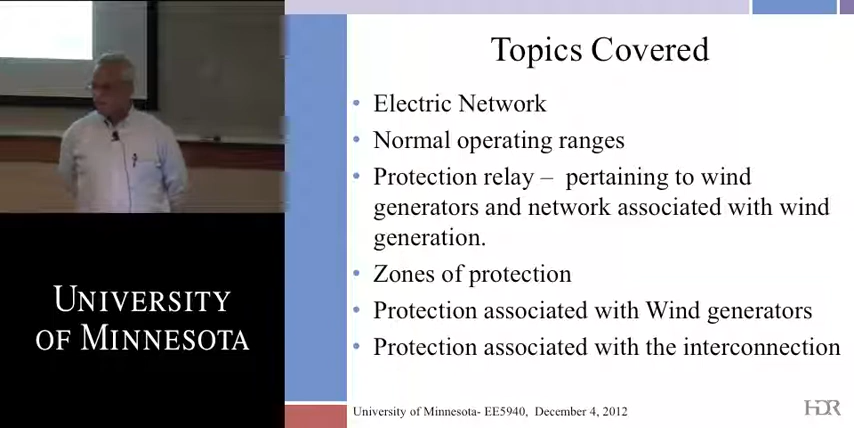 Topics Covered
• Electric Network
• Normal operating ranges
• Protection relay – pertaining to wind
generators and network associated with wind
generation.
• Zones of protection
• Protection associated with Wind generators
• Protection associated with the interconnection
UNIVERSITY
OF MINNESOTA
University of Minnesota- EE5940, December 4, 2012
HDR